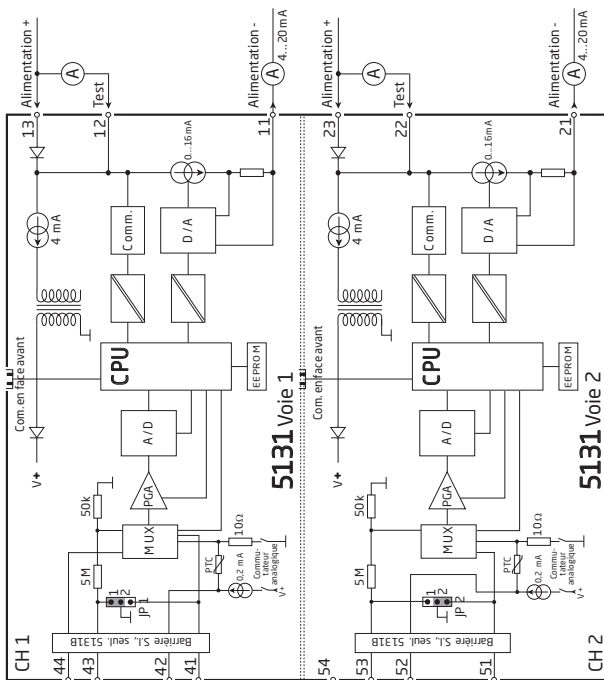 CH 1
44
43
42
41
Barrière S.I., seul. 5131B
JP 1
1
2
5 M
50k
MUX
PTC
0,2 mA
10Ω
Commu-
tateur
analogique
V+
PGA
A/D
CPU
EEPROM
V+
Com. en face avant
4 mA
Comm.
D/A
0...16mA
13
12
11
Alimentation +
Test
Alimentation -
A
A
4...20 mA
5131 Voie 1
CH 2
54
53
52
51
Barrière S.I., seul. 5131B
JP 2
1
2
5 M
50k
MUX
PTC
0,2 mA
10Ω
Commu-
tateur
analogique
V+
PGA
A/D
CPU
EEPROM
V+
Com. en face avant
4 mA
Comm.
D/A
0...16mA
23
22
21
Alimentation +
Test
Alimentation -
A
A
4...20 mA
5131 Voie 2